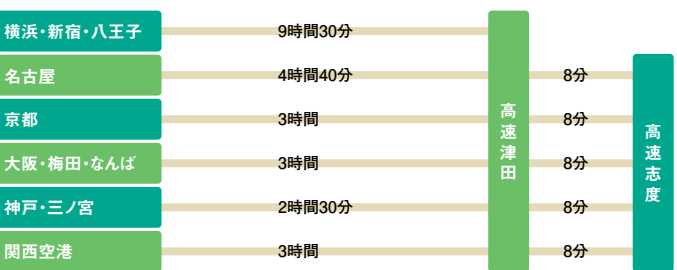 横浜・新宿・八王子 9時間30分
名古屋 4時間40分 8分
京都 3時間 8分
大阪・梅田・なんば 3時間 8分
神戸・三ノ宮 2時間30分 8分
関西空港 3時間 8分
高速津田
高速志度